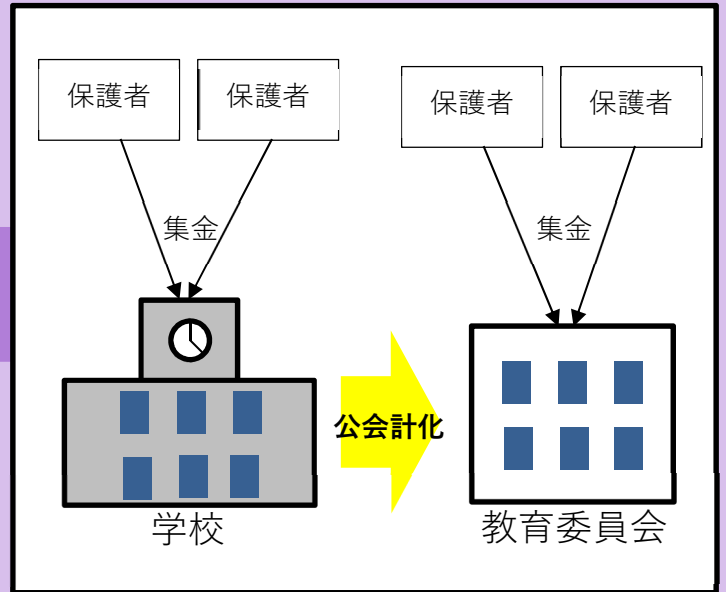 保護者
保護者
保護者
保護者
集金
集金
公会計化
学校
教育委員会